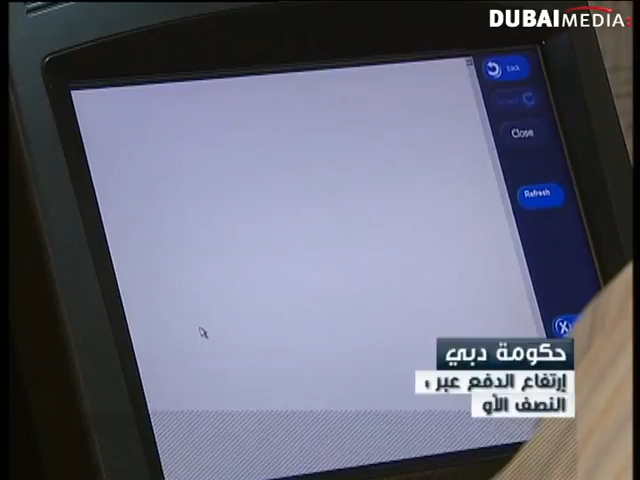 DUBAIMEDIA
Back
Close
Refresh
حكومة دبي
إرتفاع الدفع عبر
النصف الأو